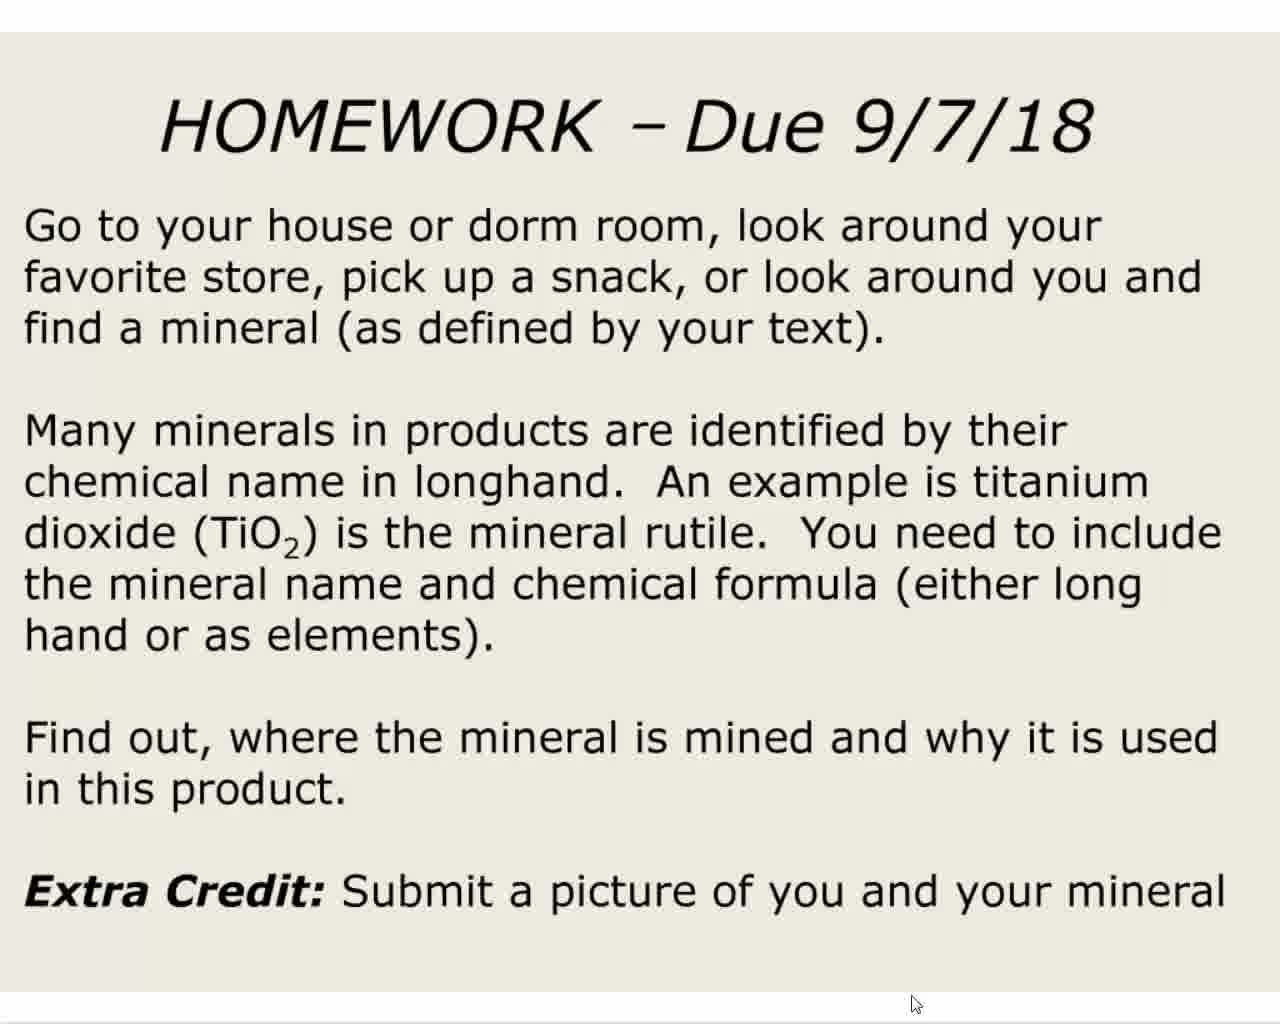 HOMEWORK – Due 9/7/18
Go to your house or dorm room, look around your
favorite store, pick up a snack, or look around you and
find a mineral (as defined by your text).
Many minerals in products are identified by their
chemical name in longhand.  An example is titanium
dioxide (TiO₂) is the mineral rutile.  You need to include
the mineral name and chemical formula (either long
hand or as elements).
Find out, where the mineral is mined and why it is used
in this product.
Extra Credit: Submit a picture of you and your mineral